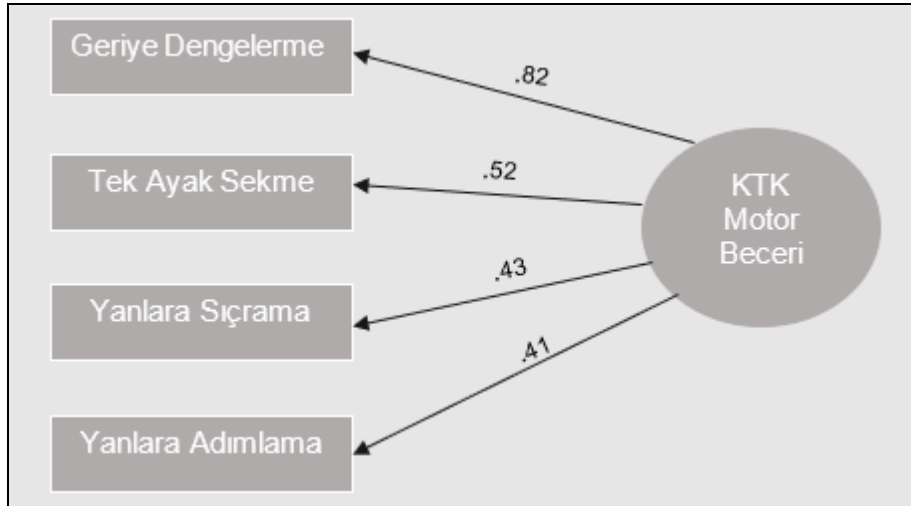 Geriye Dengelerme
.82
Tek Ayak Sekme
.52
KTK
Motor
Beceri
Yanlara Sıçrama
.43
.41
Yanlara Adımlama